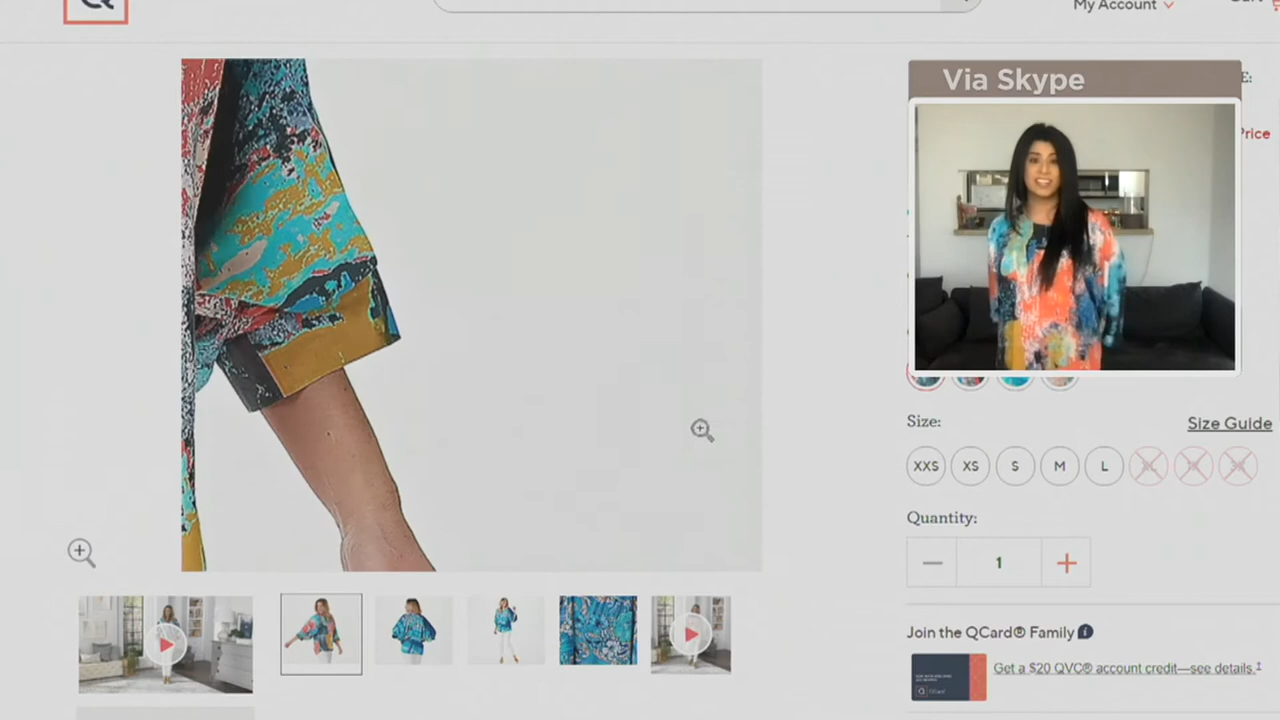 My Account
Via Skype
E:
Price
Size:
Size Guide
XXS
XS
S
M
L
Quantity:
1
Join the QCard® Family
Get a $20 QVC® account credit—see details.‡